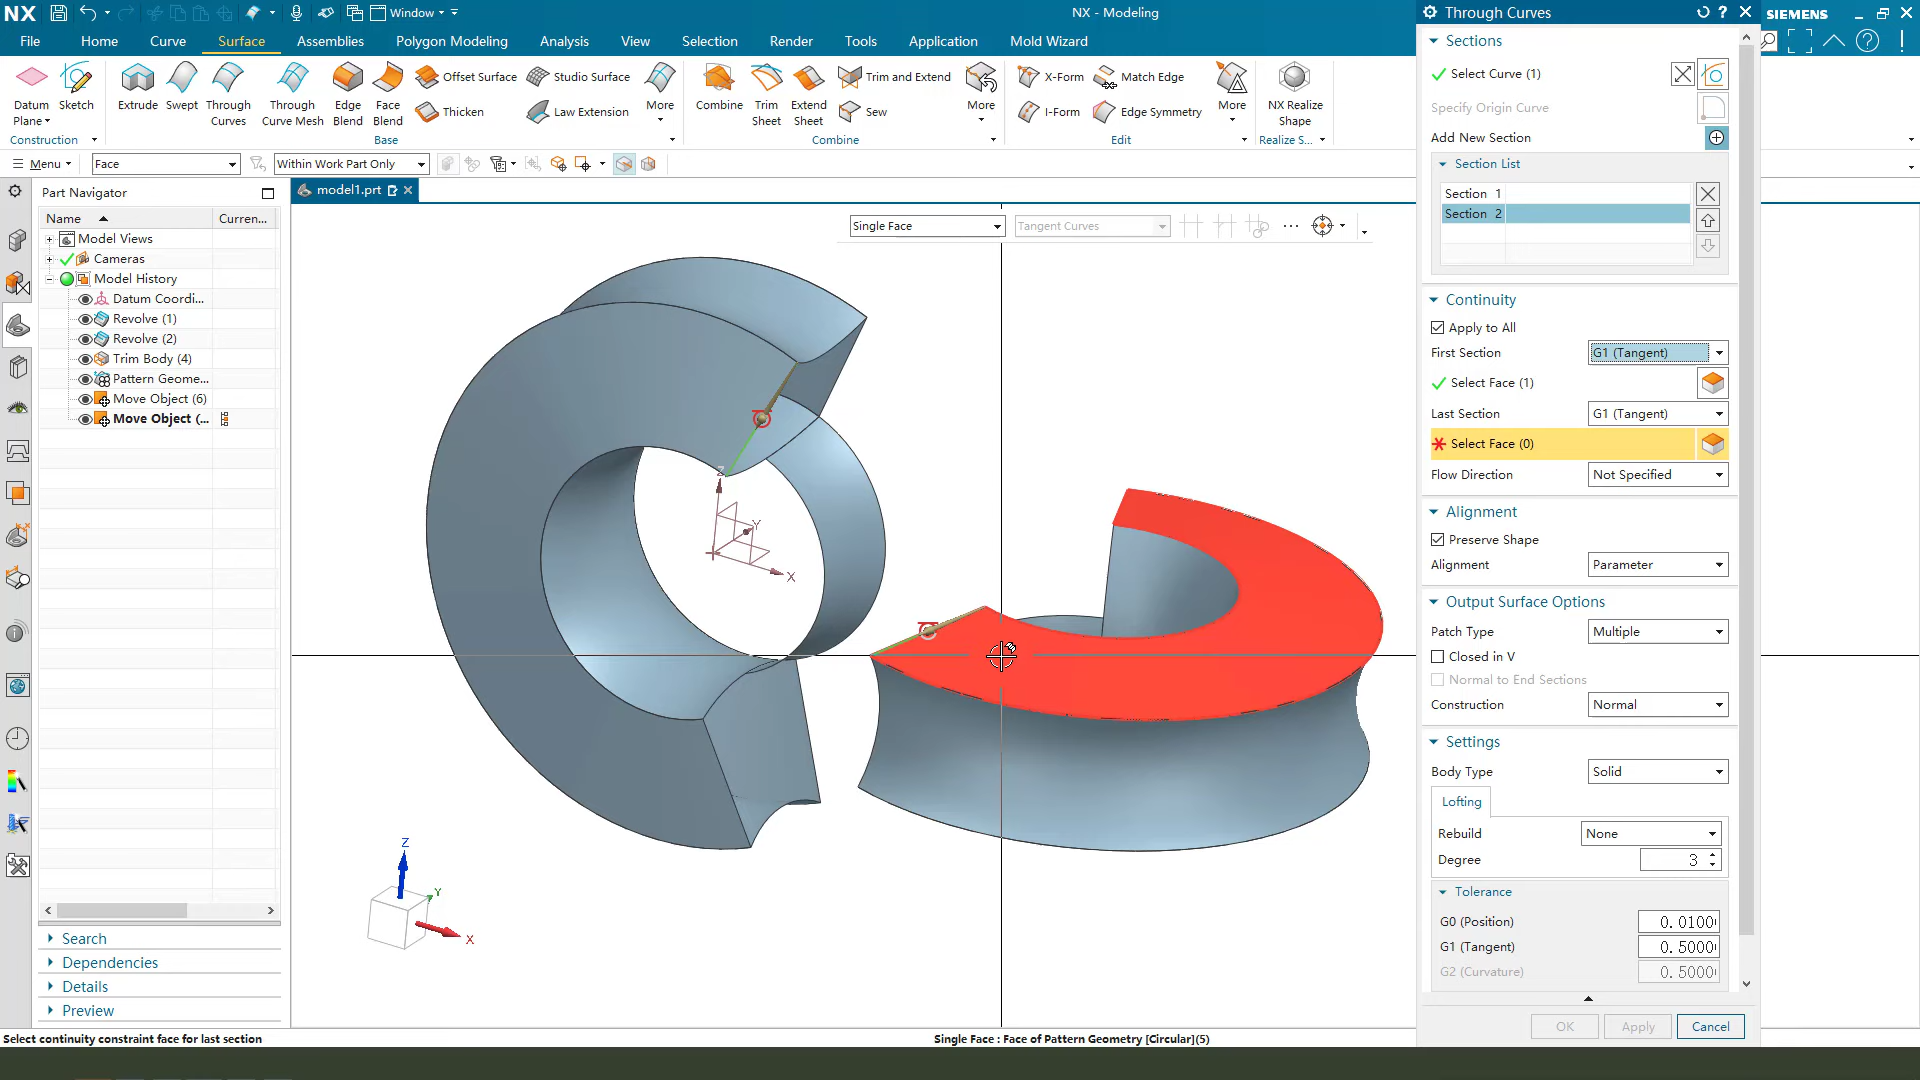 NX
Window
NX - Modeling
Through Curves
SIEMENS
File
Home
Curve
Surface
Assemblies
Polygon Modeling
Analysis
View
Selection
Render
Tools
Application
Mold Wizard
Datum Plane
Sketch
Construction
Extrude
Swept
Through Curves
Through Curve Mesh
Edge Blend
Face Blend
Offset Surface
Thicken
Studio Surface
Law Extension
More
Base
Combine
Trim Sheet
Extend Sheet
Trim and Extend
Sew
More
Combine
X-Form
I-Form
Match Edge
Edge Symmetry
More
Edit
NX Realize Shape
Realize S...
Menu
Face
Within Work Part Only
Part Navigator
Name
Curren...
Model Views
Cameras
Model History
Datum Coordi...
Revolve (1)
Revolve (2)
Trim Body (4)
Pattern Geome...
Move Object (6)
Move Object (...
Search
Dependencies
Details
Preview
model1.prt
Single Face
Tangent Curves
Z
Y
X
Z
Y
X
Sections
Select Curve (1)
Specify Origin Curve
Add New Section
Section List
Section 1
Section 2
Continuity
Apply to All
First Section
G1 (Tangent)
Select Face (1)
Last Section
G1 (Tangent)
Select Face (0)
Flow Direction
Not Specified
Alignment
Preserve Shape
Alignment
Parameter
Output Surface Options
Patch Type
Multiple
Closed in V
Normal to End Sections
Construction
Normal
Settings
Body Type
Solid
Lofting
Rebuild
None
Degree
3
Tolerance
G0 (Position)
0.0100
G1 (Tangent)
0.5000
G2 (Curvature)
0.5000
OK
Apply
Cancel
Select continuity constraint face for last section
Single Face : Face of Pattern Geometry [Circular](5)